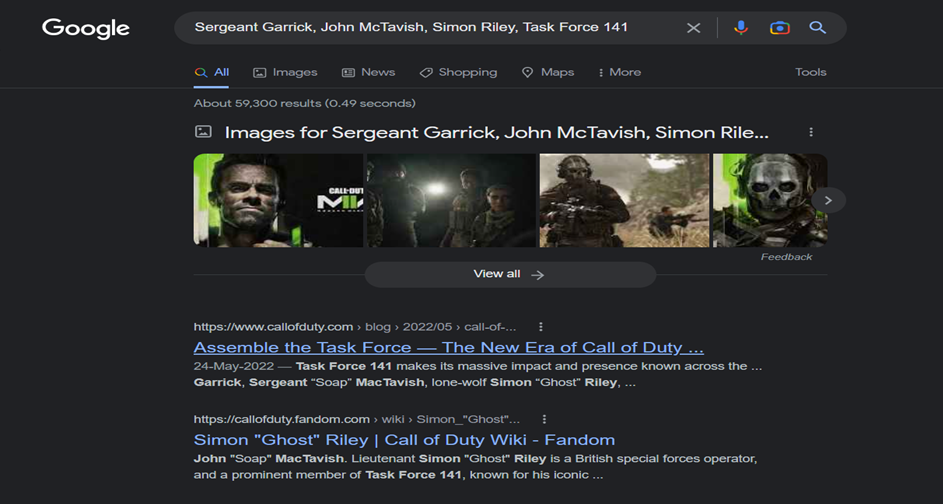 Google
Sergeant Garrick, John McTavish, Simon Riley, Task Force 141
All Images News Shopping Maps More Tools
About 59,300 results (0.49 seconds)
Images for Sergeant Garrick, John McTavish, Simon Rile...
CALL·DUTY
Feedback
View all →
https://www.callofduty.com › blog › 2022/05 › call-of-...
Assemble the Task Force — The New Era of Call of Duty ...
24-May-2022 — Task Force 141 makes its massive impact and presence known across the ...
Garrick, Sergeant “Soap” MacTavish, lone-wolf Simon “Ghost” Riley, ...
https://callofduty.fandom.com › wiki › Simon_"Ghost"...
Simon "Ghost" Riley | Call of Duty Wiki - Fandom
John "Soap" MacTavish. Lieutenant Simon "Ghost" Riley is a British special forces operator,
and a prominent member of Task Force 141, known for his iconic ...